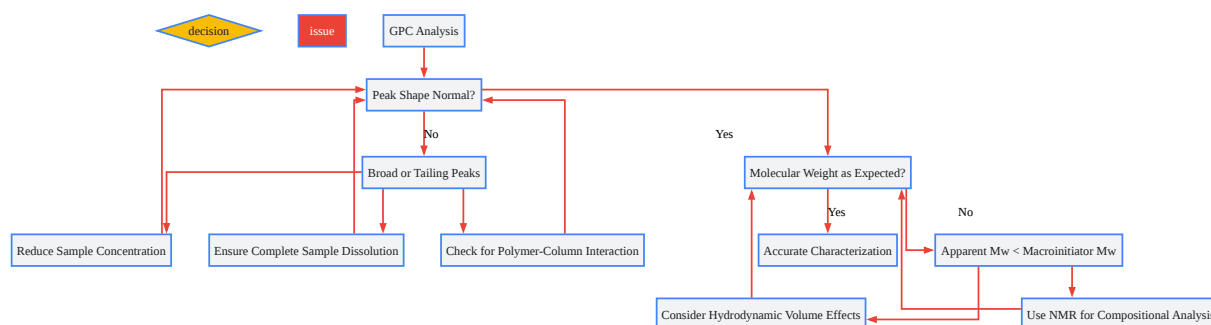 decision
issue
GPC Analysis
Peak Shape Normal?
No
Yes
Broad or Tailing Peaks
Molecular Weight as Expected?
Yes
No
Reduce Sample Concentration
Ensure Complete Sample Dissolution
Check for Polymer-Column Interaction
Accurate Characterization
Apparent Mw < Macroinitiator Mw
Consider Hydrodynamic Volume Effects
Use NMR for Compositional Analysis